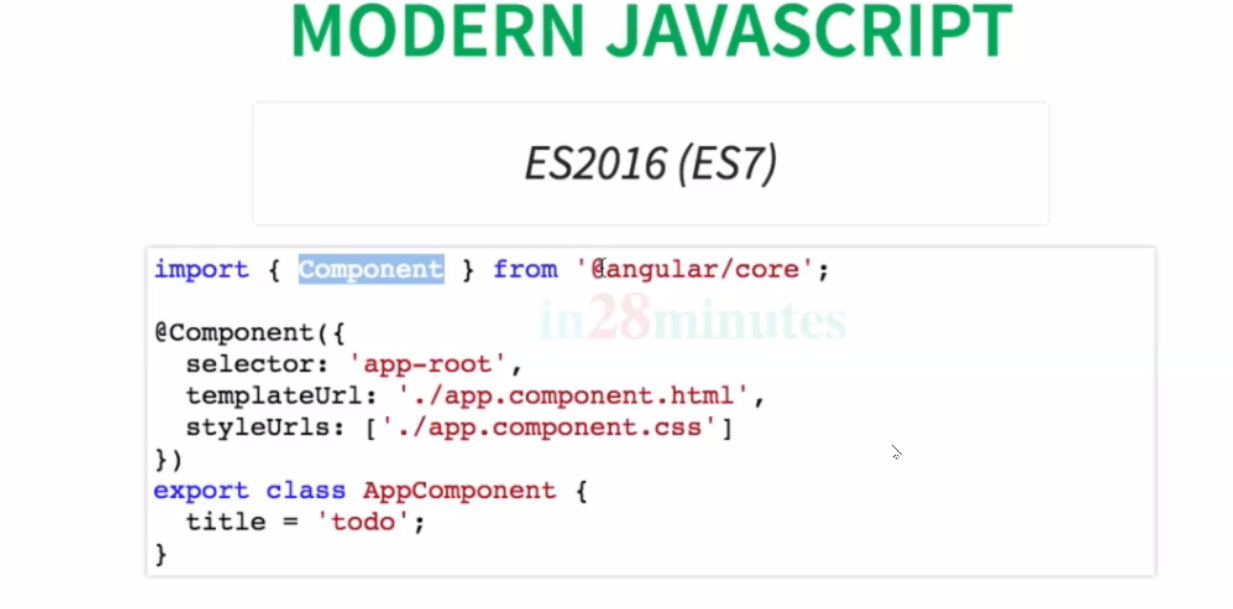 MODERN JAVASCRIPT
ES2016 (ES7)
import { Component } from '@angular/core';
in28minutes
@Component({
  selector: 'app-root',
  templateUrl: './app.component.html',
  styleUrls: ['./app.component.css']
})
export class AppComponent {
  title = 'todo';
}